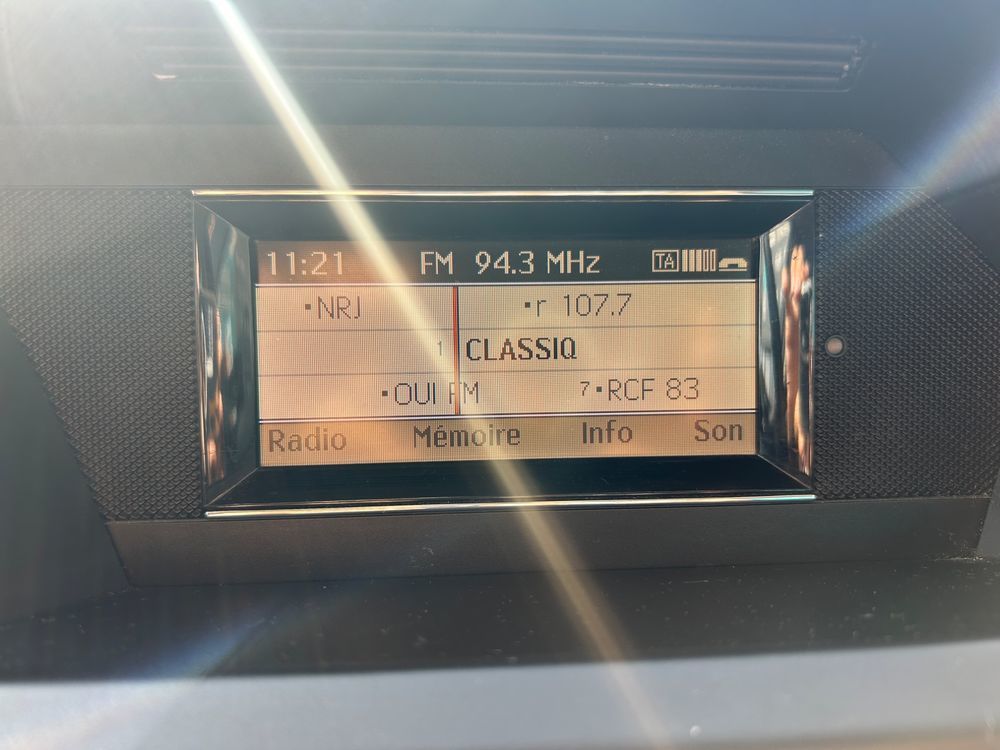 11:21 FM 94.3 MHz TA
NRJ r 107.7
1 CLASSIQ
OUI FM 7 RCF 83
Radio Mémoire Info Son